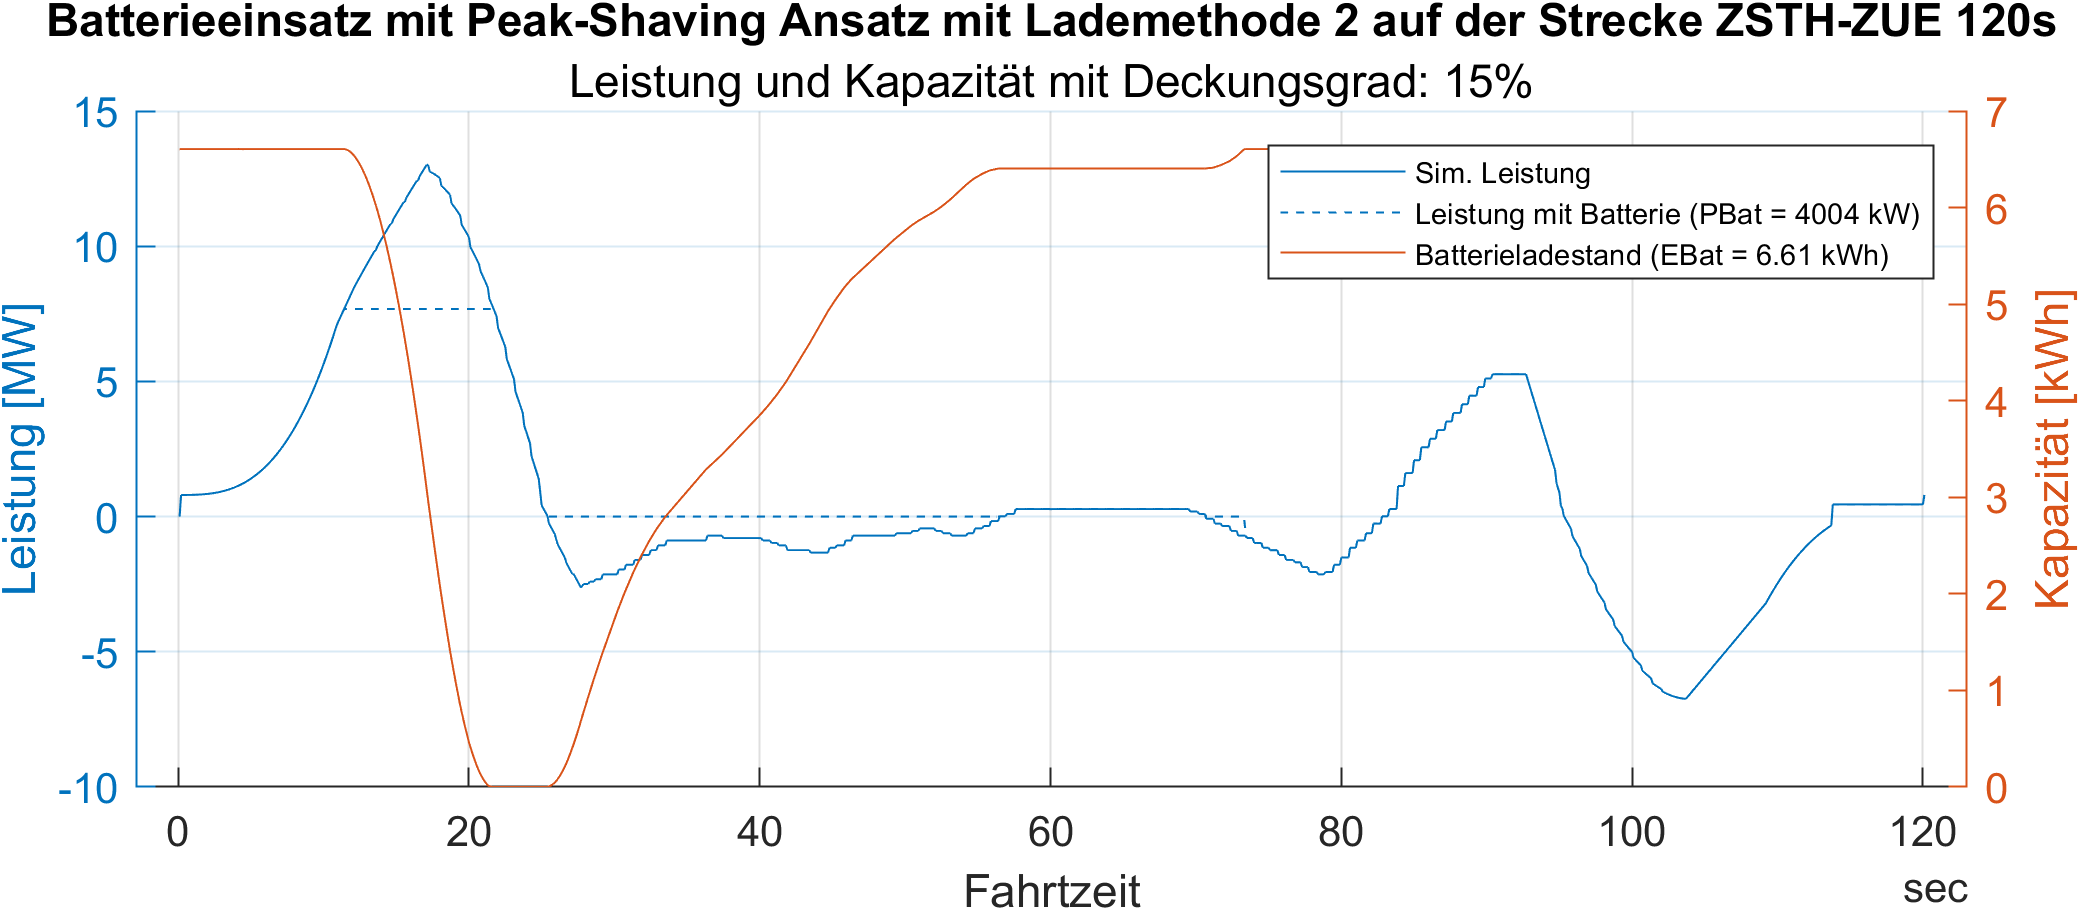 Batterieeinsatz mit Peak-Shaving Ansatz mit Lademethode 2 auf der Strecke ZSTH-ZUE 120s
Leistung und Kapazität mit Deckungsgrad: 15%
15
10
5
0
-5
-10
Leistung [MW]
7
6
5
4
3
2
1
0
Kapazität [kWh]
Sim. Leistung
Leistung mit Batterie (PBat = 4004 kW)
Batterieladestand (EBat = 6.61 kWh)
0 20 40 60 80 100 120
Fahrtzeit
sec